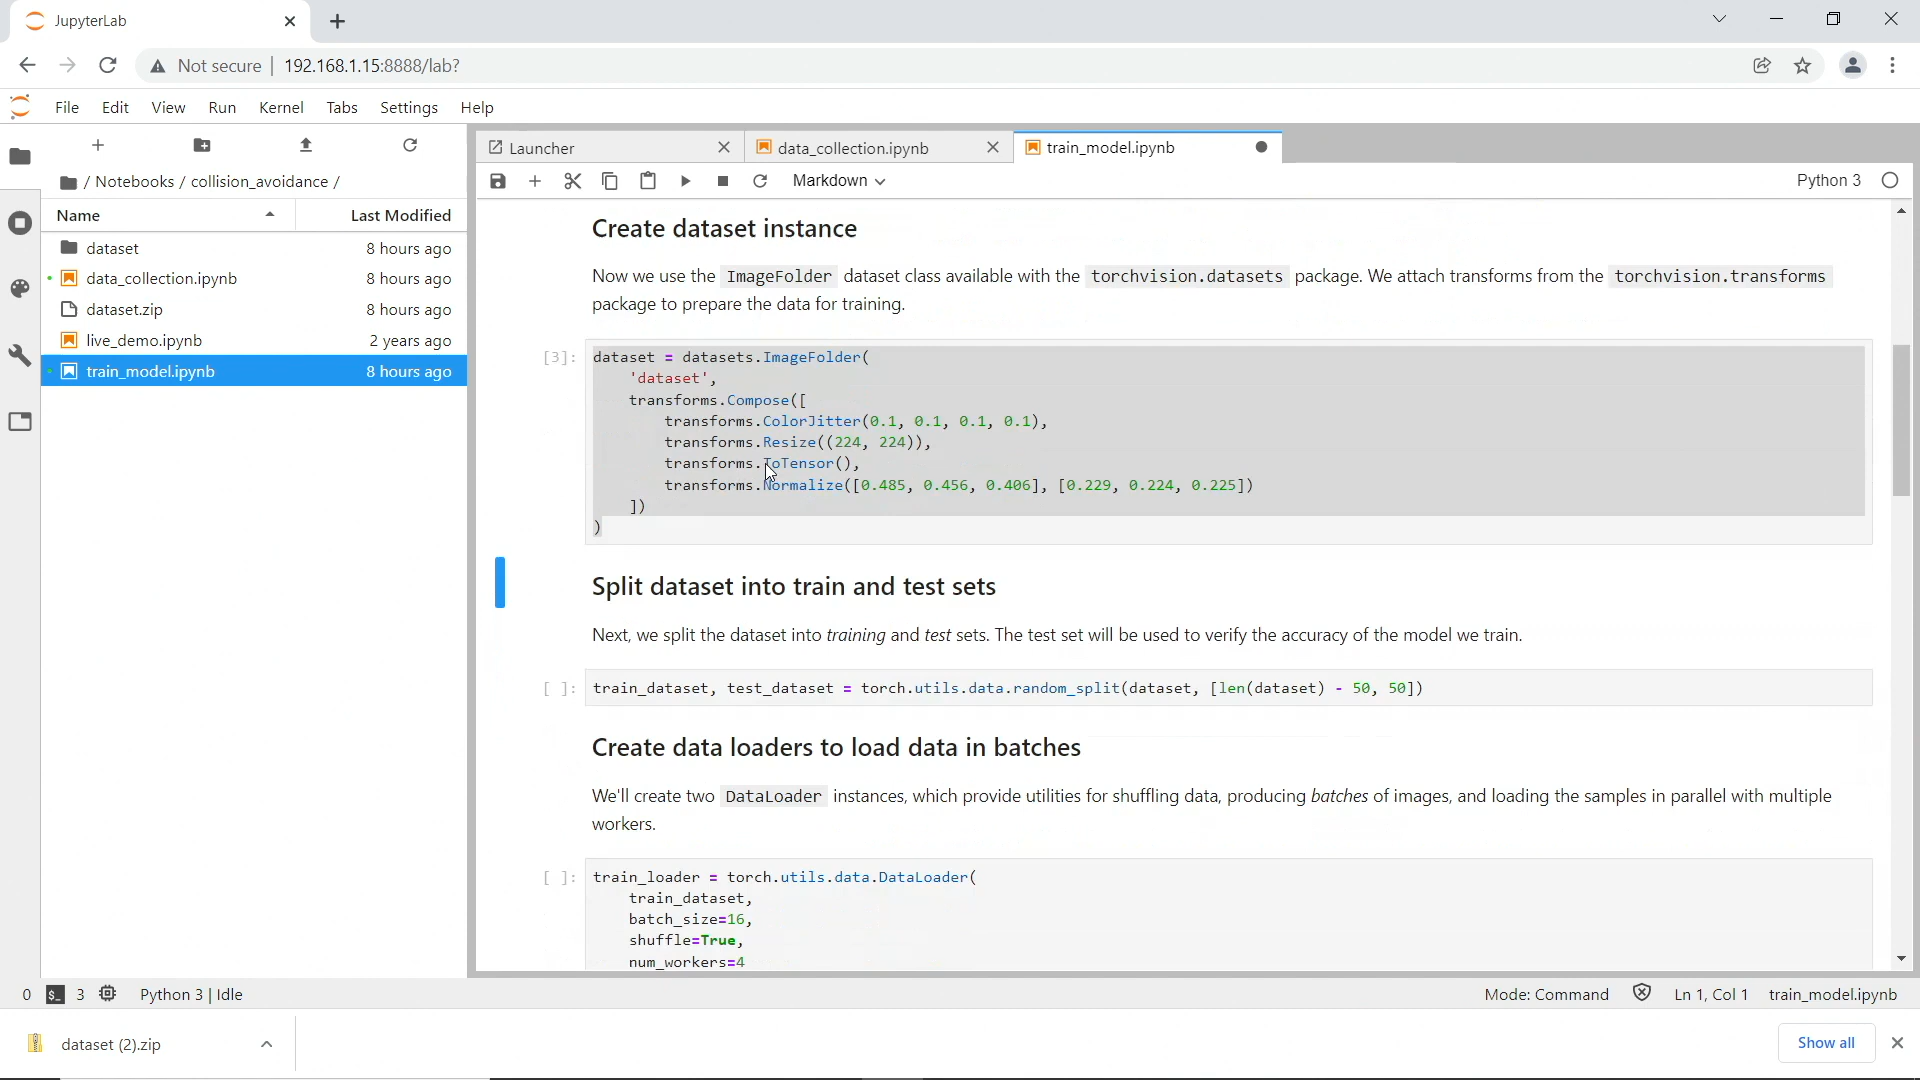 JupyterLab
Not secure | 192.168.1.15:8888/lab?
File Edit View Run Kernel Tabs Settings Help
/ Notebooks / collision_avoidance /
Name Last Modified
dataset 8 hours ago
data_collection.ipynb 8 hours ago
dataset.zip 8 hours ago
live_demo.ipynb 2 years ago
train_model.ipynb 8 hours ago
Launcher data_collection.ipynb train_model.ipynb
Markdown Python 3
Create dataset instance
Now we use the ImageFolder dataset class available with the torchvision.datasets package. We attach transforms from the torchvision.transforms
package to prepare the data for training.
[3]: dataset = datasets.ImageFolder(
'dataset',
transforms.Compose([
transforms.ColorJitter(0.1, 0.1, 0.1, 0.1),
transforms.Resize((224, 224)),
transforms.ToTensor(),
transforms.Normalize([0.485, 0.456, 0.406], [0.229, 0.224, 0.225])
])
)
Split dataset into train and test sets
Next, we split the dataset into training and test sets. The test set will be used to verify the accuracy of the model we train.
[ ]: train_dataset, test_dataset = torch.utils.data.random_split(dataset, [len(dataset) - 50, 50])
Create data loaders to load data in batches
We'll create two DataLoader instances, which provide utilities for shuffling data, producing batches of images, and loading the samples in parallel with multiple
workers.
[ ]: train_loader = torch.utils.data.DataLoader(
train_dataset,
batch_size=16,
shuffle=True,
num_workers=4
0 $_ 3 Python 3 | Idle Mode: Command Ln 1, Col 1 train_model.ipynb
dataset (2).zip Show all